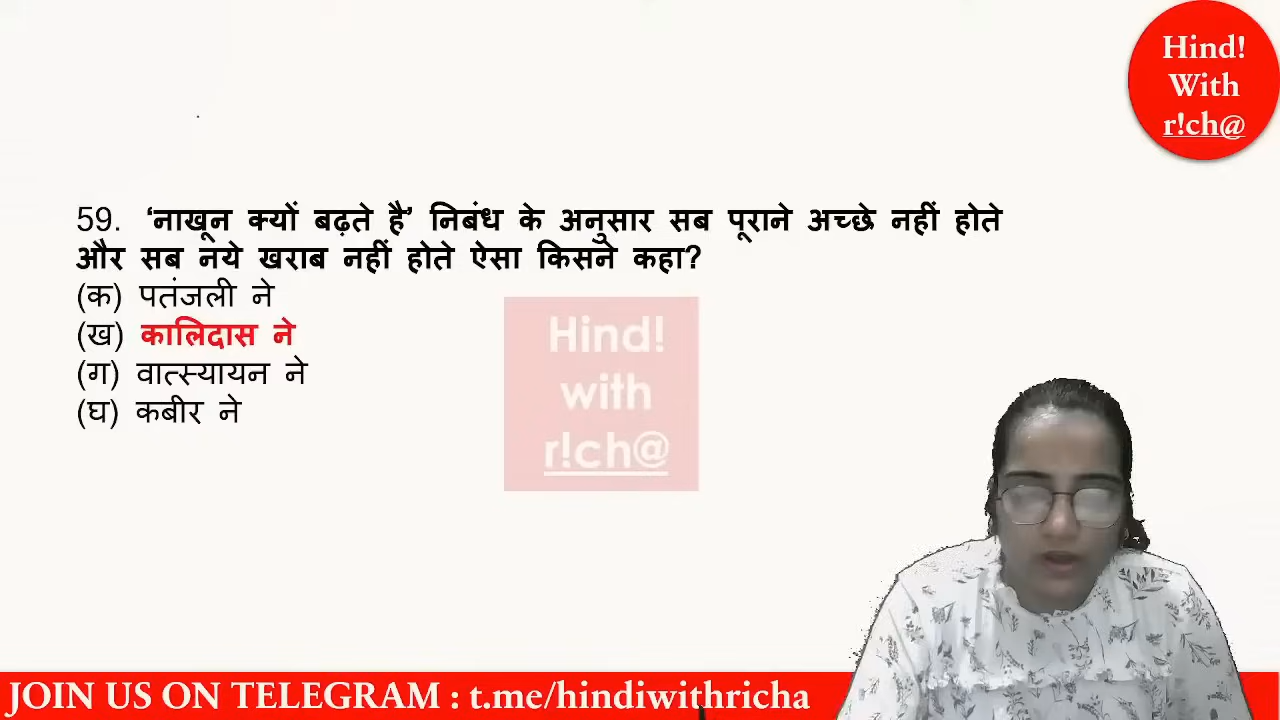 Hind!
With
r!ch@
59. ‘नाखून क्यों बढ़ते है’ निबंध के अनुसार सब पूराने अच्छे नहीं होते
और सब नये खराब नहीं होते ऐसा किसने कहा?
(क) पतंजली ने
(ख) कालिदास ने
(ग) वात्स्यायन ने
(घ) कबीर ने
Hind!
with
r!ch@
JOIN US ON TELEGRAM : t.me/hindiwithricha